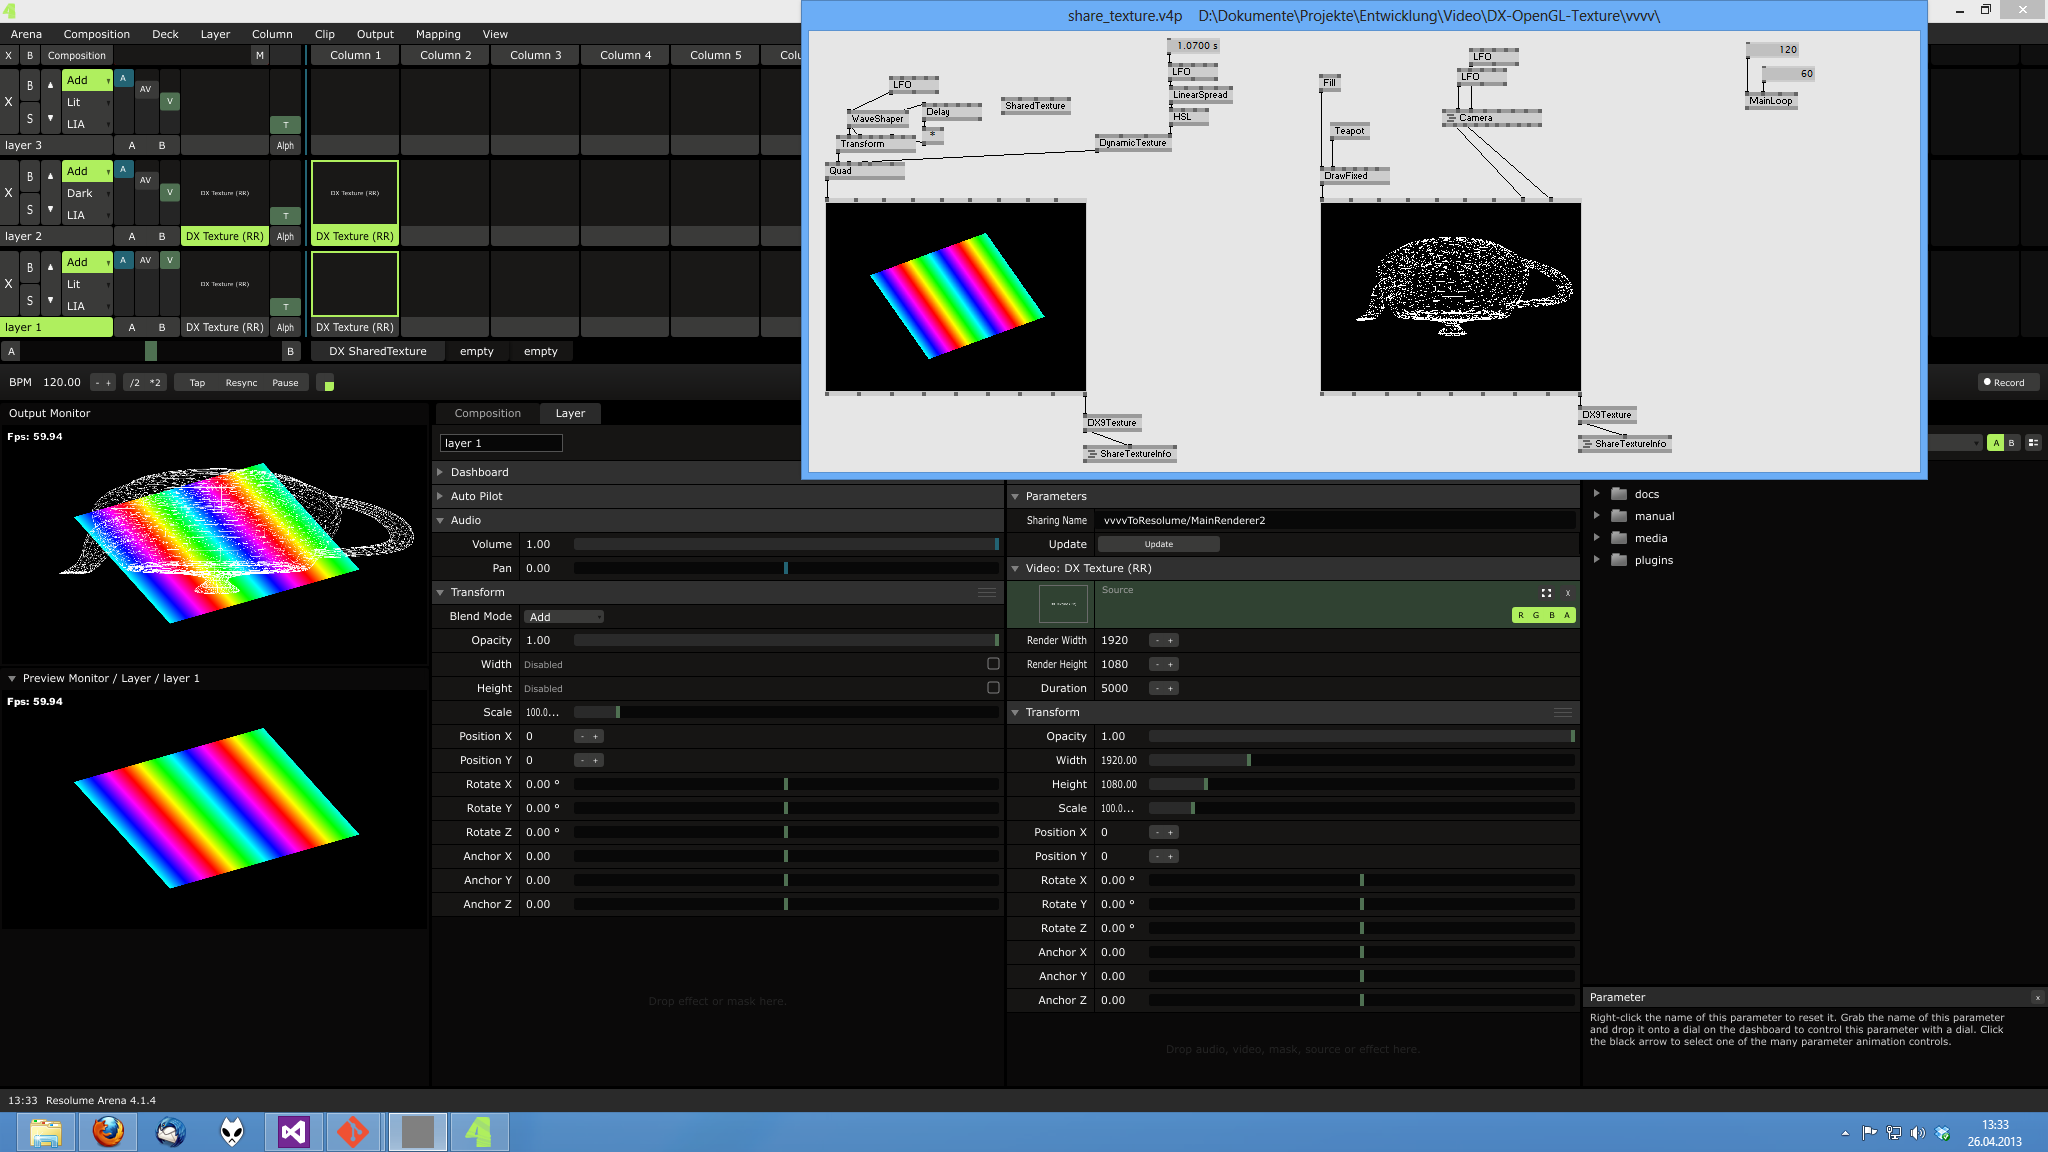 share_texture.v4p D:\Dokumente\Projekte\Entwicklung\Video\DX-OpenGL-Texture\vvvv\
Arena Composition Deck Layer Column Clip Output Mapping View
X B Composition M Column 1 Column 2 Column 3 Column 4 Column 5 Colu
X B S Add Lit LIA A AV V T
layer 3 A B Alph
X B S Add Dark LIA A AV V T DX Texture (RR) DX Texture (RR)
layer 2 A B DX Texture (RR) Alph DX Texture (RR)
X B S Add Lit LIA A AV V T DX Texture (RR)
layer 1 A B DX Texture (RR) Alph DX Texture (RR)
A B DX SharedTexture empty empty
BPM 120.00 - + /2 *2 Tap Resync Pause Record
1.0700 s
LFO
LFO
LinearSpread
HSL
WaveShaper
Delay
*
SharedTexture
Transform
DynamicTexture
Quad
DX9Texture
ShareTextureInfo
Fill
Teapot
DrawFixed
LFO
LFO
Camera
DX9Texture
ShareTextureInfo
120
60
MainLoop
Output Monitor
Fps: 59.94
Preview Monitor / Layer / layer 1
Fps: 59.94
Composition Layer
layer 1
Dashboard
Auto Pilot
Audio
Volume 1.00
Pan 0.00
Transform
Blend Mode Add
Opacity 1.00
Width Disabled
Height Disabled
Scale 100.0...
Position X 0 - +
Position Y 0 - +
Rotate X 0.00 °
Rotate Y 0.00 °
Rotate Z 0.00 °
Anchor X 0.00
Anchor Y 0.00
Anchor Z 0.00
Drop effect or mask here.
Parameters
Sharing Name vvvvToResolume/MainRenderer2
Update Update
Video: DX Texture (RR)
Source x
R G B A
Render Width 1920 - +
Render Height 1080 - +
Duration 5000 - +
Transform
Opacity 1.00
Width 1920.00
Height 1080.00
Scale 100.0...
Position X 0 - +
Position Y 0 - +
Rotate X 0.00 °
Rotate Y 0.00 °
Rotate Z 0.00 °
Anchor X 0.00
Anchor Y 0.00
Anchor Z 0.00
Drop audio, video, mask, source or effect here.
A B
docs
manual
media
plugins
Parameter x
Right-click the name of this parameter to reset it. Grab the name of this parameter
and drop it onto a dial on the dashboard to control this parameter with a dial. Click
the black arrow to select one of the many parameter animation controls.
13:33 Resolume Arena 4.1.4
13:33
26.04.2013